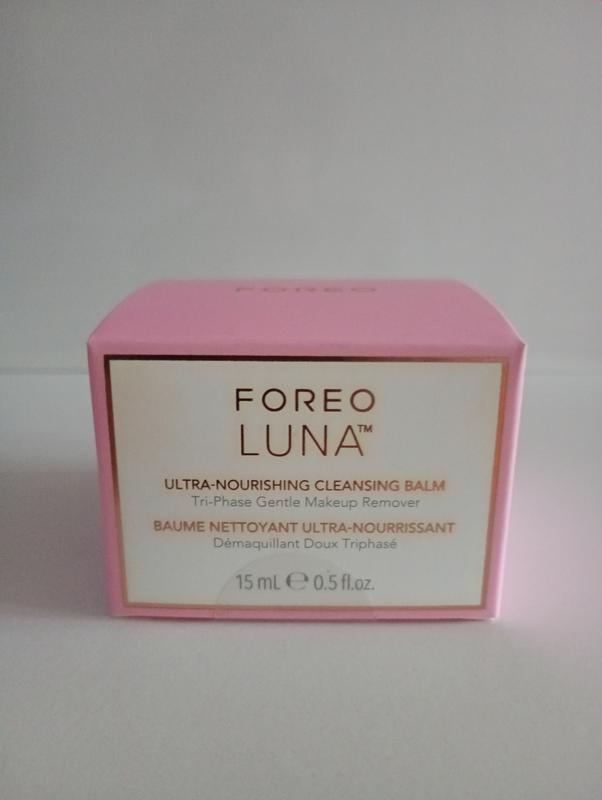 FOREO
FOREO
LUNA™
ULTRA-NOURISHING CLEANSING BALM
Tri-Phase Gentle Makeup Remover
BAUME NETTOYANT ULTRA-NOURRISSANT
Démaquillant Doux Triphasé
15 mL ℮ 0.5 fl.oz.